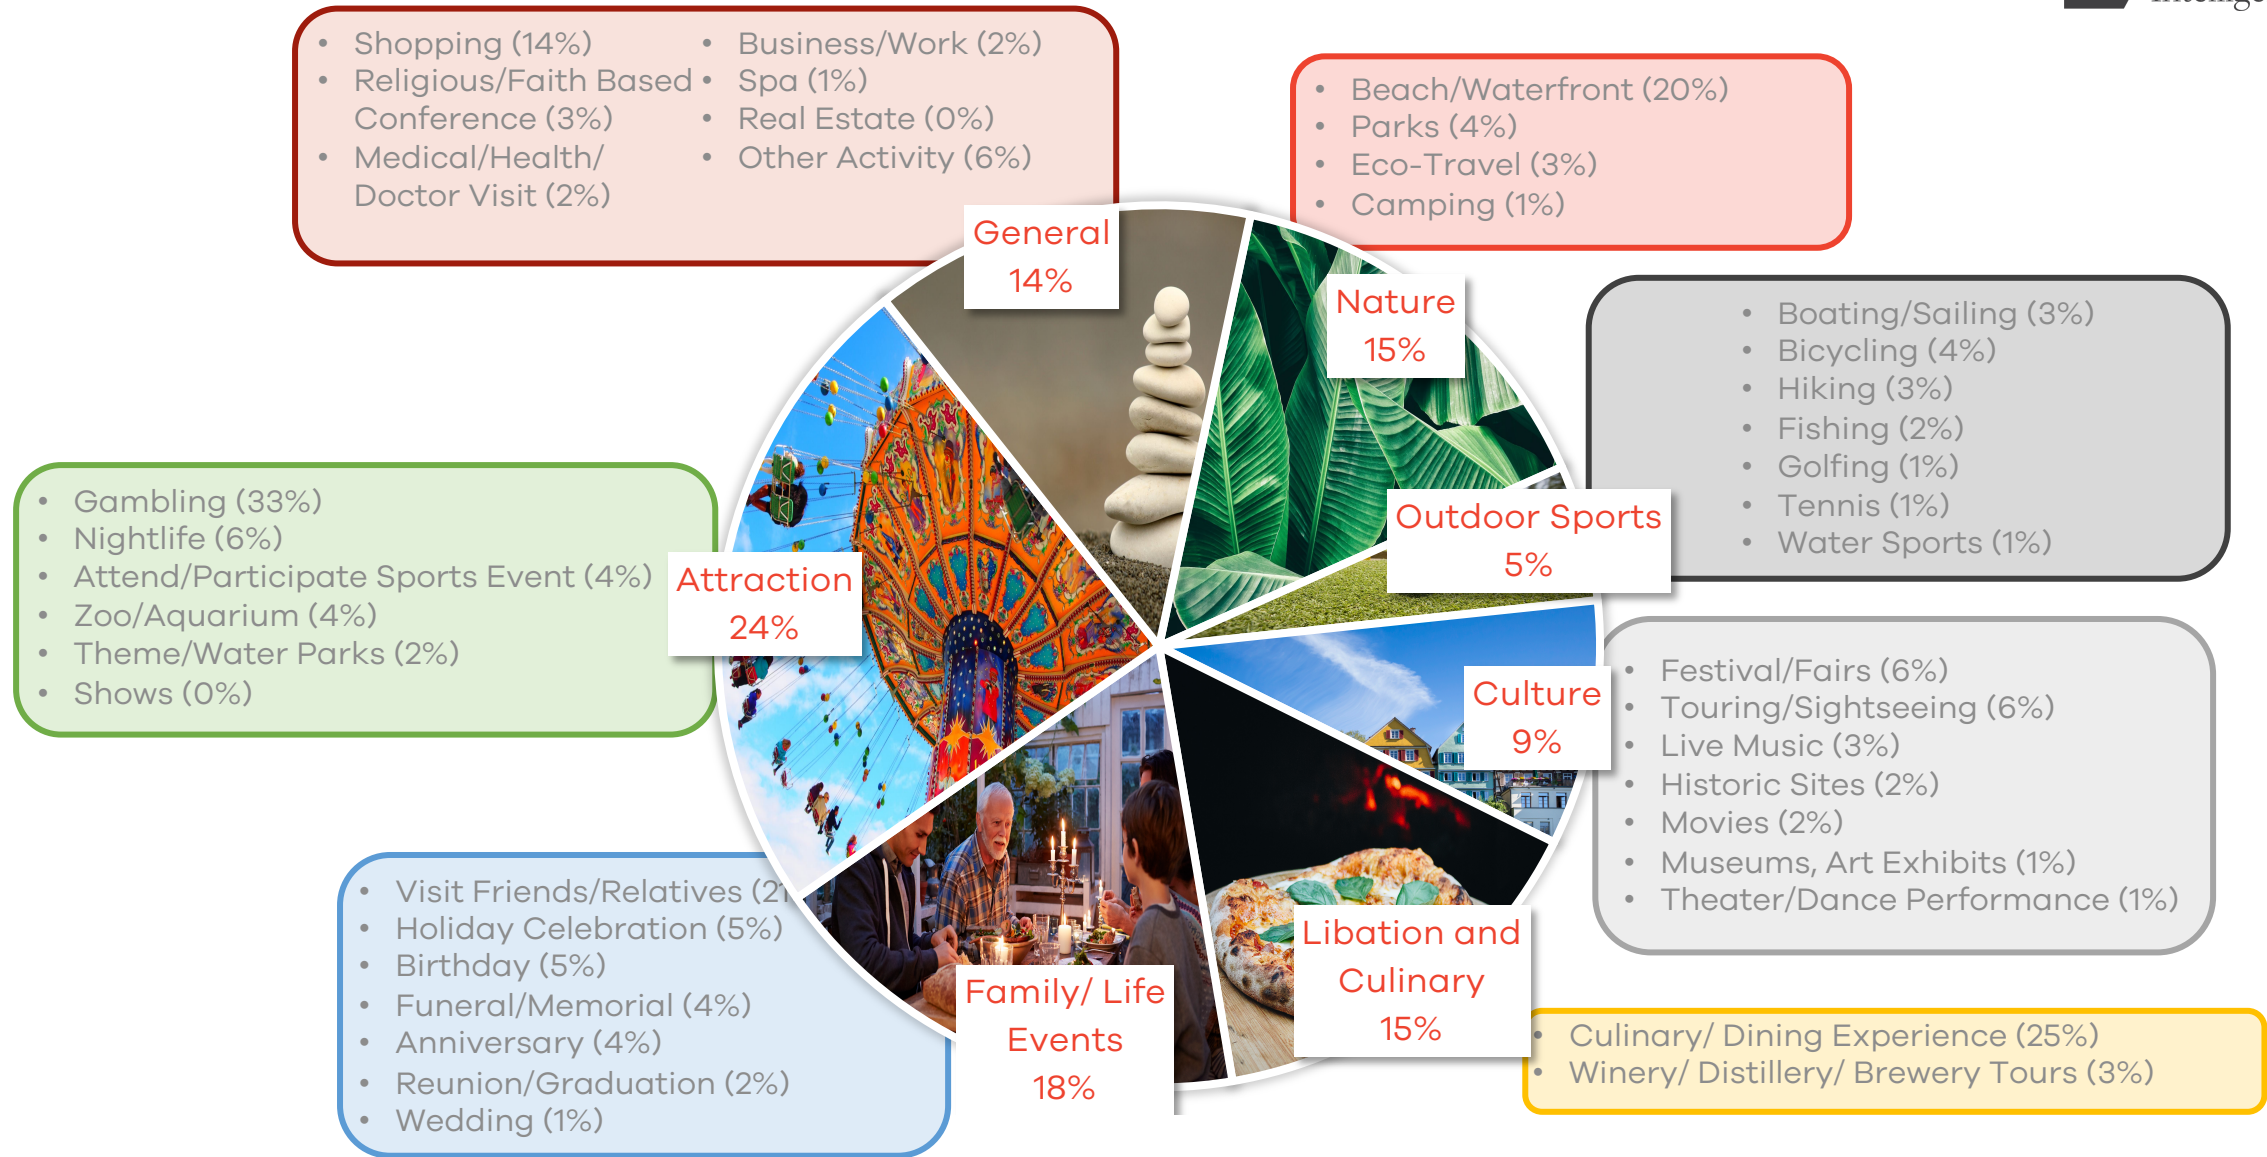 • Shopping (14%)
• Religious/Faith Based
Conference (3%)
• Medical/Health/
Doctor Visit (2%)
• Business/Work (2%)
• Spa (1%)
• Real Estate (0%)
• Other Activity (6%)
• Beach/Waterfront (20%)
• Parks (4%)
• Eco-Travel (3%)
• Camping (1%)
General
14%
Nature
15%
• Boating/Sailing (3%)
• Bicycling (4%)
• Hiking (3%)
• Fishing (2%)
• Golfing (1%)
• Tennis (1%)
• Water Sports (1%)
Outdoor Sports
5%
• Gambling (33%)
• Nightlife (6%)
• Attend/Participate Sports Event (4%)
• Zoo/Aquarium (4%)
• Theme/Water Parks (2%)
• Shows (0%)
Attraction
24%
Culture
9%
• Festival/Fairs (6%)
• Touring/Sightseeing (6%)
• Live Music (3%)
• Historic Sites (2%)
• Movies (2%)
• Museums, Art Exhibits (1%)
• Theater/Dance Performance (1%)
• Visit Friends/Relatives (21
• Holiday Celebration (5%)
• Birthday (5%)
• Funeral/Memorial (4%)
• Anniversary (4%)
• Reunion/Graduation (2%)
• Wedding (1%)
Family/ Life
Events
18%
Libation and
Culinary
15%
• Culinary/ Dining Experience (25%)
• Winery/ Distillery/ Brewery Tours (3%)